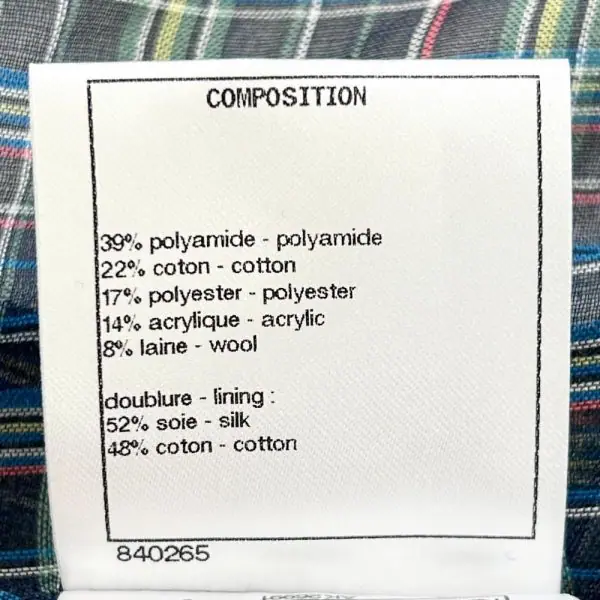 COMPOSITION
39% polyamide - polyamide
22% coton - cotton
17% polyester - polyester
14% acrylique - acrylic
8% laine - wool
doublure - lining :
52% soie - silk
48% coton - cotton
840265